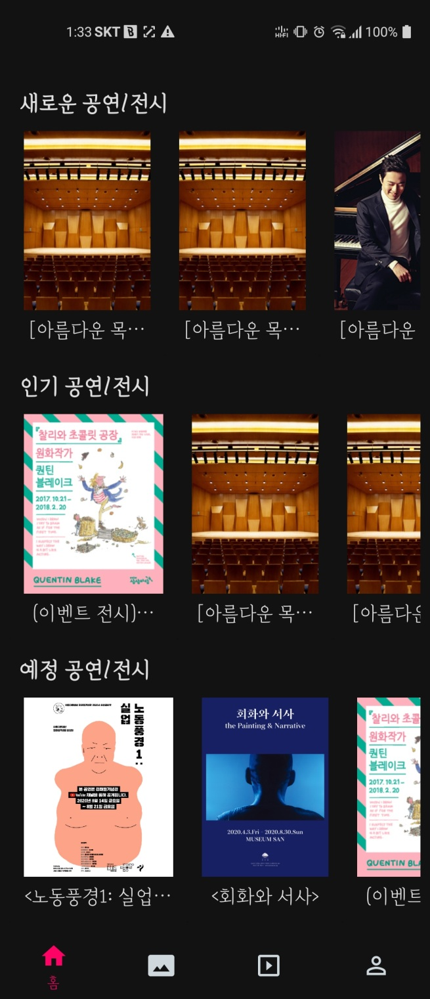 1:33 SKT
HI-FI
100%
새로운 공연/전시
[아름다운 목…
[아름다운 목…
[아름다운
인기 공연/전시
『찰리와 초콜릿 공장』
원화작가
퀀틴
블레이크
2017.10.21-
2018.2.20
QUENTIN BLAKE
(이벤트 전시)…
[아름다운 목…
[아름다운
예정 공연/전시
노동풍경1:
실업
본 공연은 전태일기념관
YouTube 채널을 통해 공개됩니다.
2020년 8월 14일 금요일
~ 8월 21일 금요일
회화와 서사
the Painting & Narrative
2020.4.3.Fri - 2020.8.30.Sun
MUSEUM SAN
『찰리와 초콜
원화작가
퀀틴
블레이크
2017.10.21-
2018.2.20
QUENTIN BLA
<노동풍경1: 실업…
<회화와 서사>
(이벤트
홈